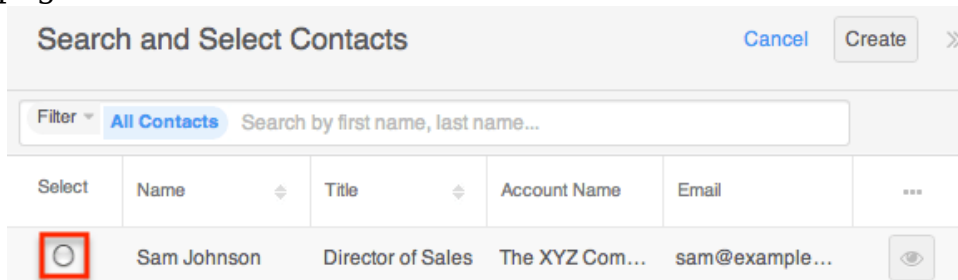 Search and Select Contacts Cancel Create
Filter All Contacts Search by first name, last name...
Select Name Title Account Name Email
Sam Johnson Director of Sales The XYZ Com... sam@example...